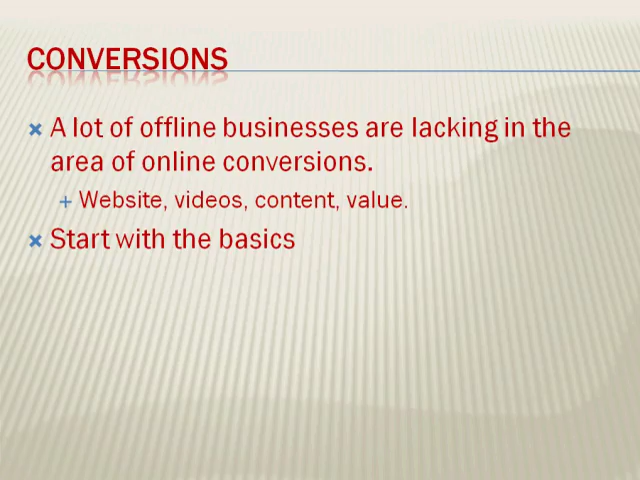 CONVERSIONS
A lot of offline businesses are lacking in the
area of online conversions.
Website, videos, content, value.
Start with the basics